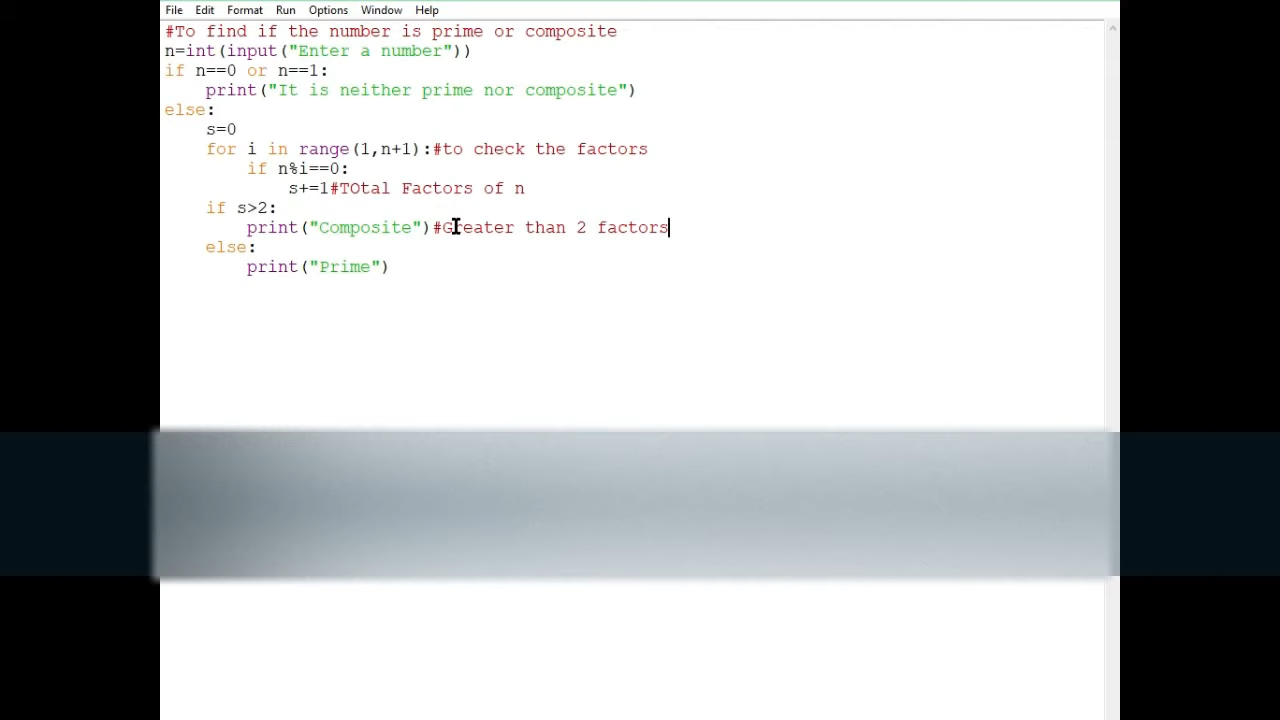 File Edit Format Run Options Window Help
#To find if the number is prime or composite
n=int(input("Enter a number"))
if n==0 or n==1:
    print("It is neither prime nor composite")
else:
    s=0
    for i in range(1,n+1):#to check the factors
        if n%i==0:
            s+=1#TOtal Factors of n
    if s>2:
        print("Composite")#Greater than 2 factors
    else:
        print("Prime")